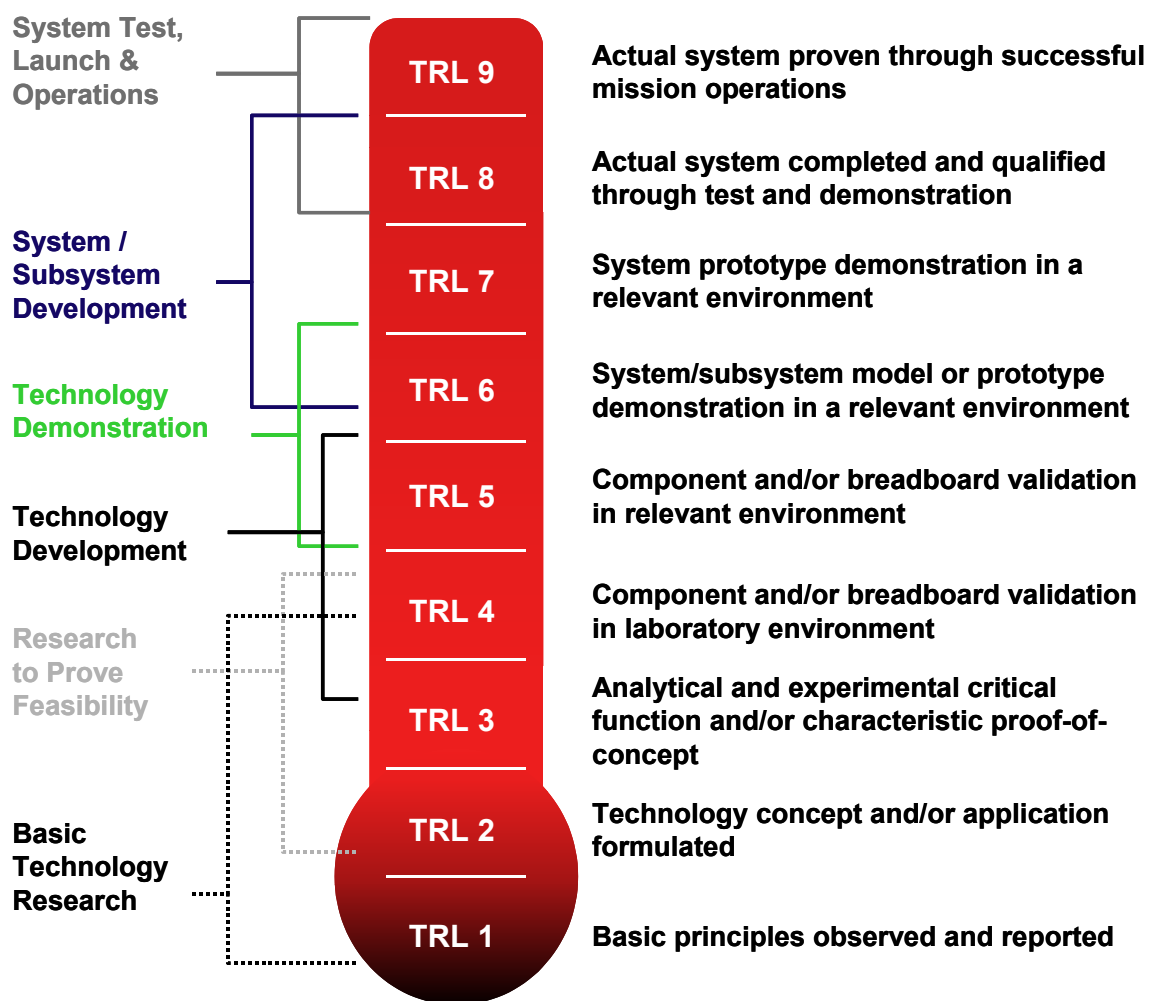 System Test,
Launch &
Operations
System /
Subsystem
Development
Technology
Demonstration
Technology
Development
Research
to Prove
Feasibility
Basic
Technology
Research
TRL 9
TRL 8
TRL 7
TRL 6
TRL 5
TRL 4
TRL 3
TRL 2
TRL 1
Actual system proven through successful
mission operations
Actual system completed and qualified
through test and demonstration
System prototype demonstration in a
relevant environment
System/subsystem model or prototype
demonstration in a relevant environment
Component and/or breadboard validation
in relevant environment
Component and/or breadboard validation
in laboratory environment
Analytical and experimental critical
function and/or characteristic proof-of-
concept
Technology concept and/or application
formulated
Basic principles observed and reported